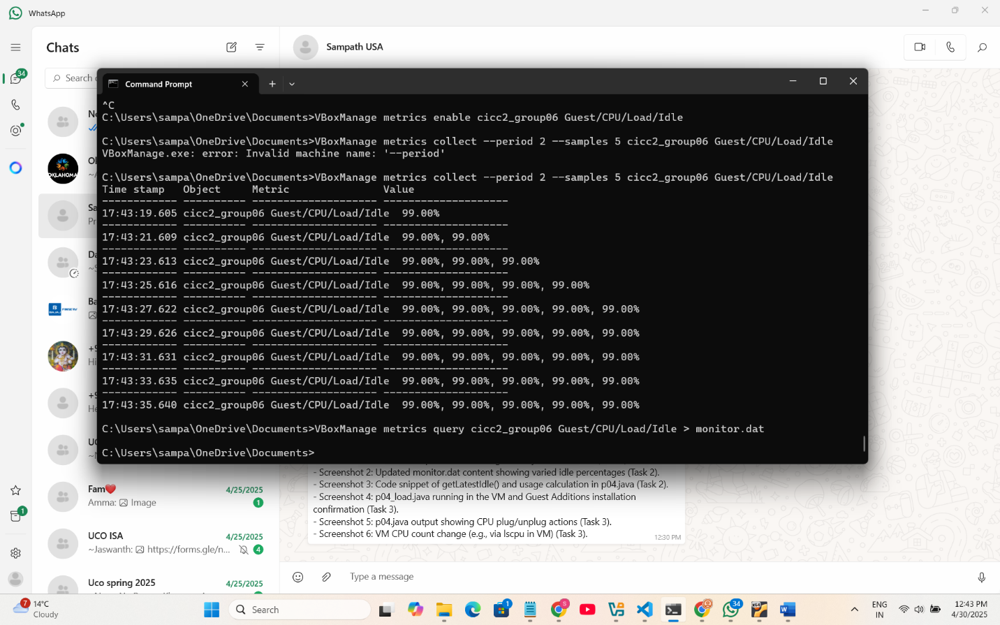 WhatsApp
Chats
Sampath USA
34
Search
Command Prompt
^C
C:\Users\sampa\OneDrive\Documents>VBoxManage metrics enable cicc2_group06 Guest/CPU/Load/Idle
C:\Users\sampa\OneDrive\Documents>VBoxManage metrics collect --period 2 --samples 5 cicc2_group06 Guest/CPU/Load/Idle
VBoxManage.exe: error: Invalid machine name: '--period'
C:\Users\sampa\OneDrive\Documents>VBoxManage metrics collect --period 2 --samples 5 cicc2_group06 Guest/CPU/Load/Idle
Time stamp Object Metric Value
------------ ---------- -------------------- --------------------
17:43:19.605 cicc2_group06 Guest/CPU/Load/Idle 99.00%
------------ ---------- -------------------- --------------------
17:43:21.609 cicc2_group06 Guest/CPU/Load/Idle 99.00%, 99.00%
------------ ---------- -------------------- --------------------
17:43:23.613 cicc2_group06 Guest/CPU/Load/Idle 99.00%, 99.00%, 99.00%
------------ ---------- -------------------- --------------------
17:43:25.616 cicc2_group06 Guest/CPU/Load/Idle 99.00%, 99.00%, 99.00%, 99.00%
------------ ---------- -------------------- --------------------
17:43:27.622 cicc2_group06 Guest/CPU/Load/Idle 99.00%, 99.00%, 99.00%, 99.00%, 99.00%
------------ ---------- -------------------- --------------------
17:43:29.626 cicc2_group06 Guest/CPU/Load/Idle 99.00%, 99.00%, 99.00%, 99.00%, 99.00%
------------ ---------- -------------------- --------------------
17:43:31.631 cicc2_group06 Guest/CPU/Load/Idle 99.00%, 99.00%, 99.00%, 99.00%, 99.00%
------------ ---------- -------------------- --------------------
17:43:33.635 cicc2_group06 Guest/CPU/Load/Idle 99.00%, 99.00%, 99.00%, 99.00%, 99.00%
------------ ---------- -------------------- --------------------
17:43:35.640 cicc2_group06 Guest/CPU/Load/Idle 99.00%, 99.00%, 99.00%, 99.00%, 99.00%
C:\Users\sampa\OneDrive\Documents>VBoxManage metrics query cicc2_group06 Guest/CPU/Load/Idle > monitor.dat
C:\Users\sampa\OneDrive\Documents>
OKLAHOMA
- Screenshot 2: Updated monitor.dat content showing varied idle percentages (Task 2).
- Screenshot 3: Code snippet of getLatestIdle() and usage calculation in p04.java (Task 2).
- Screenshot 4: p04_load.java running in the VM and Guest Additions installation
confirmation (Task 3).
- Screenshot 5: p04.java output showing CPU plug/unplug actions (Task 3).
- Screenshot 6: VM CPU count change (e.g., via lscpu in VM) (Task 3).
12:30 PM
Fam❤️ 4/25/2025
Amma: Image 1
UCO ISA 4/25/2025
~Jaswanth: https://forms.gle/n... 4
Uco spring 2025 4/25/2025
1
Type a message
7
14°C
Cloudy
Search
1
S
34
ENG
IN
12:43 PM
4/30/2025